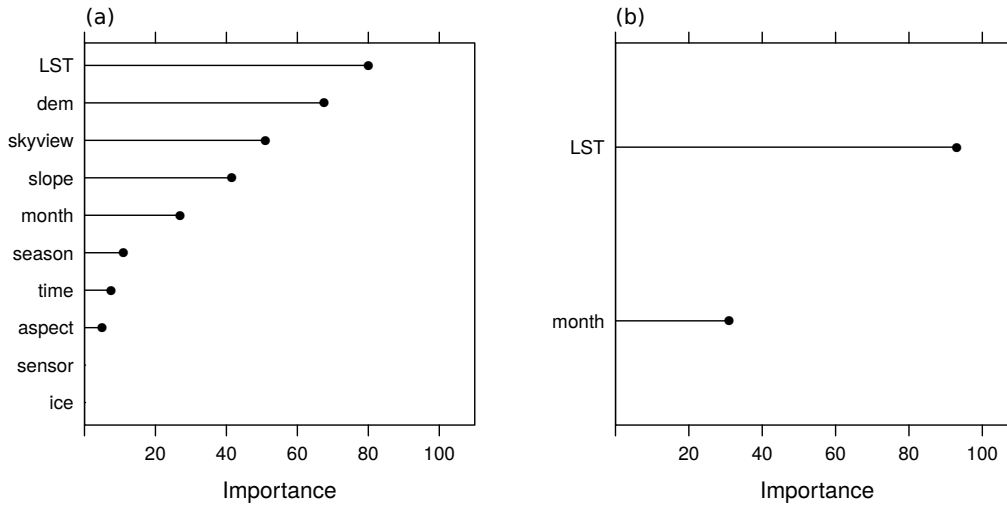 (a)
LST
dem
skyview
slope
month
season
time
aspect
sensor
ice
20 40 60 80 100
Importance
(b)
LST
month
20 40 60 80 100
Importance